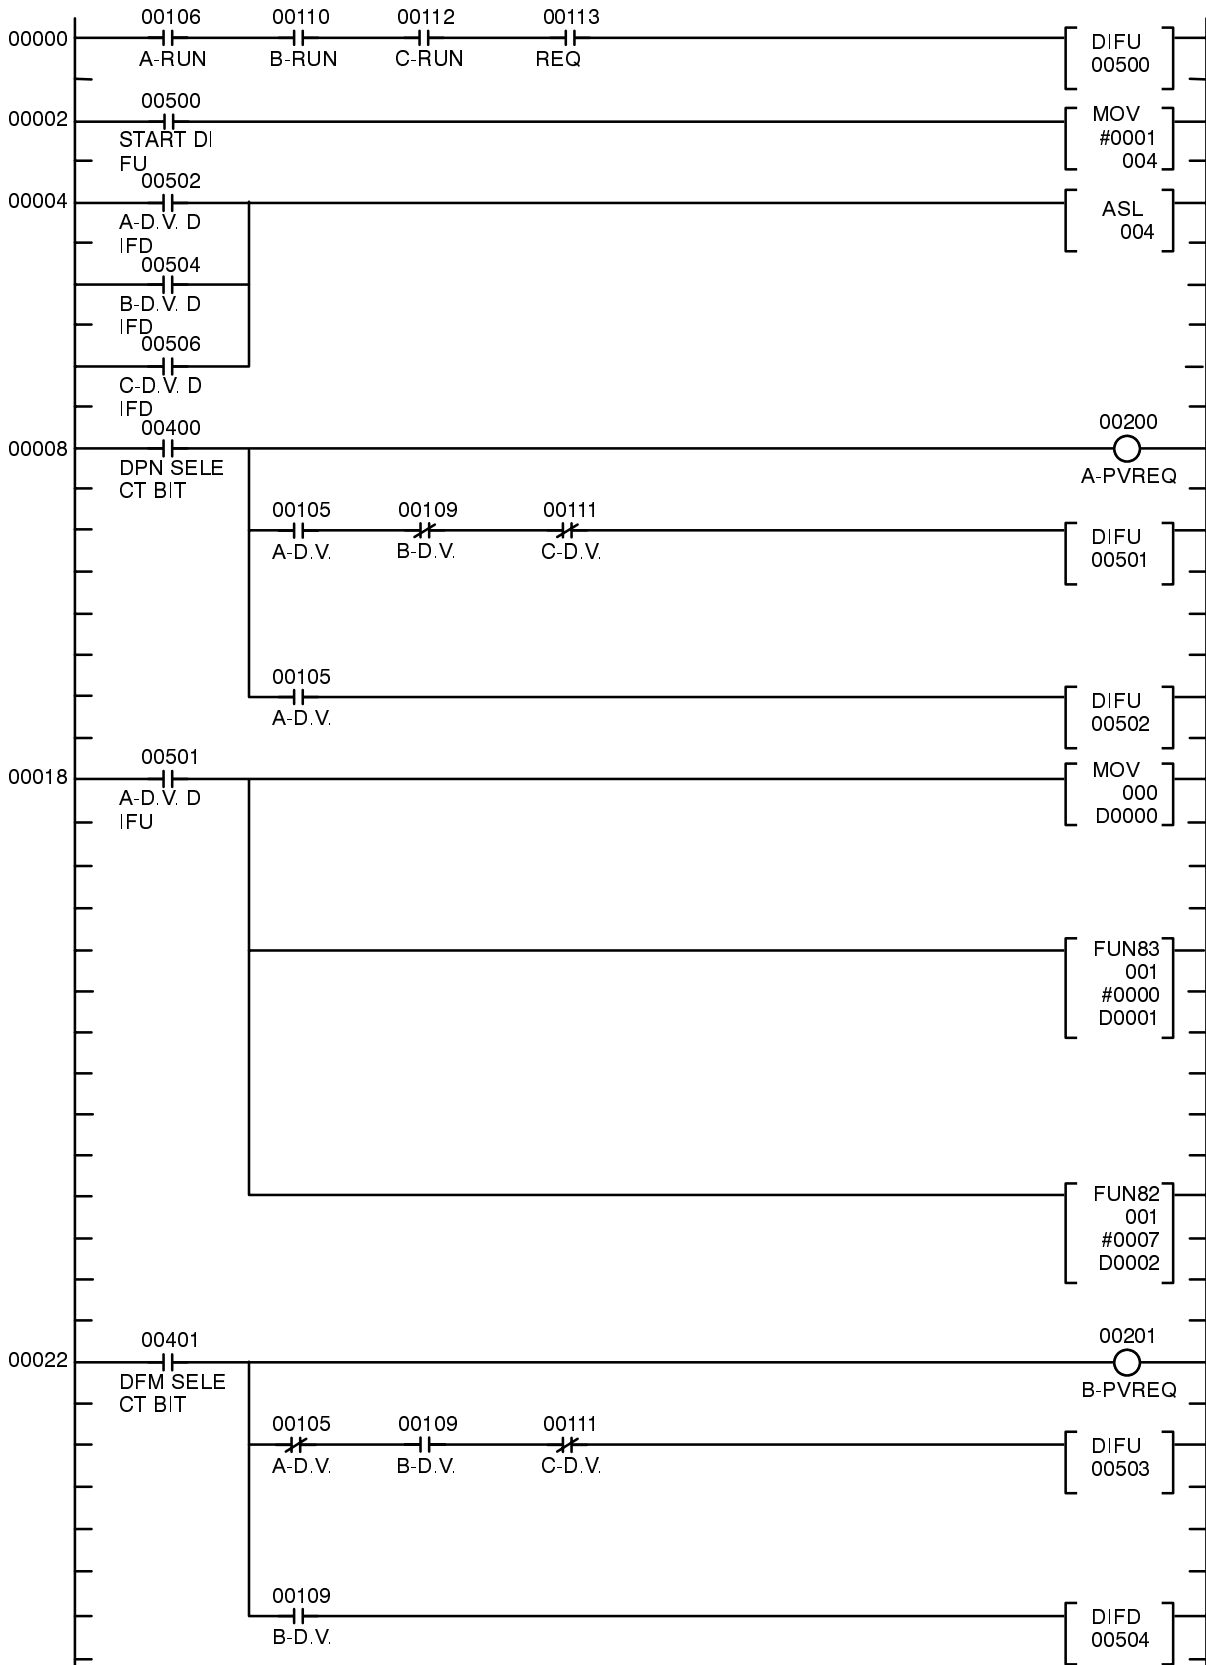 00106 00110 00112 00113
00000 DIFU
A-RUN B-RUN C-RUN REQ 00500
00500
00002 MOV
START DI #0001
FU 004
00502
00004 ASL
A-D.V. D 004
IFD
00504
B-D.V. D
IFD
00506
C-D.V. D
IFD
00400 00200
00008
DPN SELE A-PVREQ
CT BIT
00105 00109 00111
DIFU
A-D.V. B-D.V. C-D.V. 00501
00105
DIFU
A-D.V. 00502
00501
00018 MOV
A-D.V. D 000
IFU D0000
FUN83
001
#0000
D0001
FUN82
001
#0007
D0002
00401 00201
00022
DFM SELE B-PVREQ
CT BIT
00105 00109 00111
DIFU
A-D.V. B-D.V. C-D.V. 00503
00109
DIFD
B-D.V. 00504